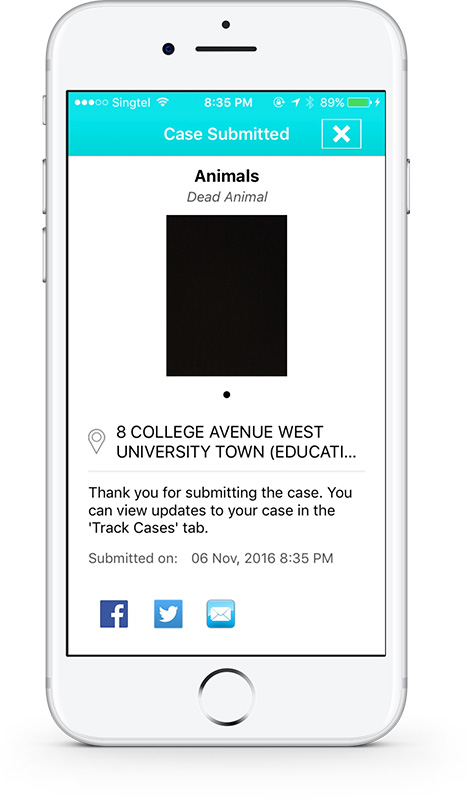 Singtel 8:35 PM 89%
Case Submitted
Animals
Dead Animal
8 COLLEGE AVENUE WEST
UNIVERSITY TOWN (EDUCATI...
Thank you for submitting the case. You
can view updates to your case in the
'Track Cases' tab.
Submitted on: 06 Nov, 2016 8:35 PM